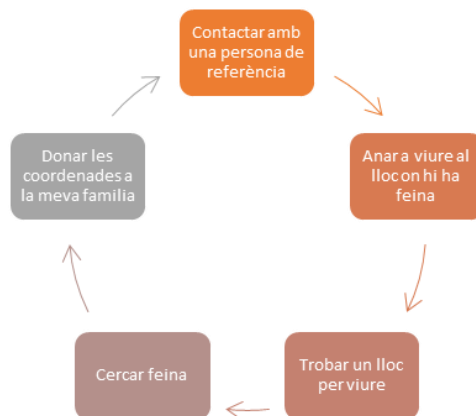 Contactar amb
una persona de
referència
Anar a viure al
lloc on hi ha
feina
Trobar un lloc
per viure
Cercar feina
Donar les
coordenades a
la meva familia